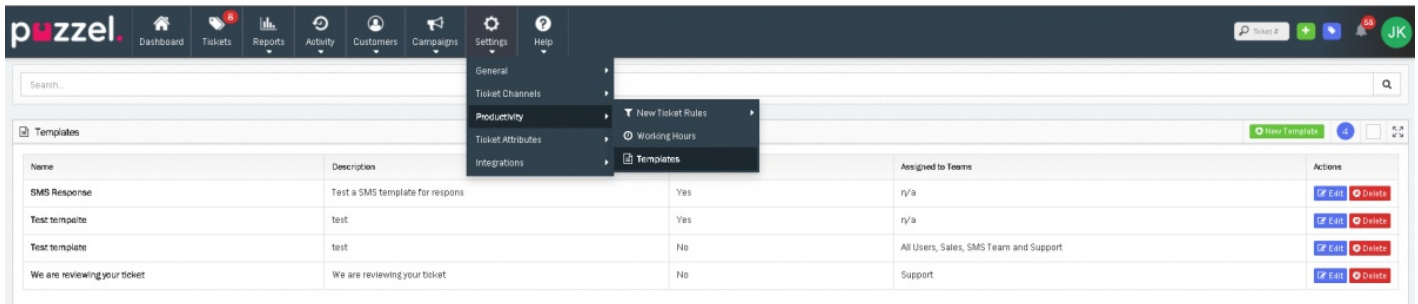 puzzel.
Dashboard
8
Tickets
Reports
Activity
Customers
Campaigns
Settings
Help
Ticket #
58
JK
General
Search...
Ticket Channels
Productivity
New Ticket Rules
Working Hours
Templates
Ticket Attributes
Integrations
Templates
New Template
4
Name Description Assigned to Teams Actions
SMS Response Test a SMS template for respons Yes n/a Edit Delete
Test tempalte test Yes n/a Edit Delete
Test template test No All Users, Sales, SMS Team and Support Edit Delete
We are reviewing your ticket We are reviewing your ticket No Support Edit Delete